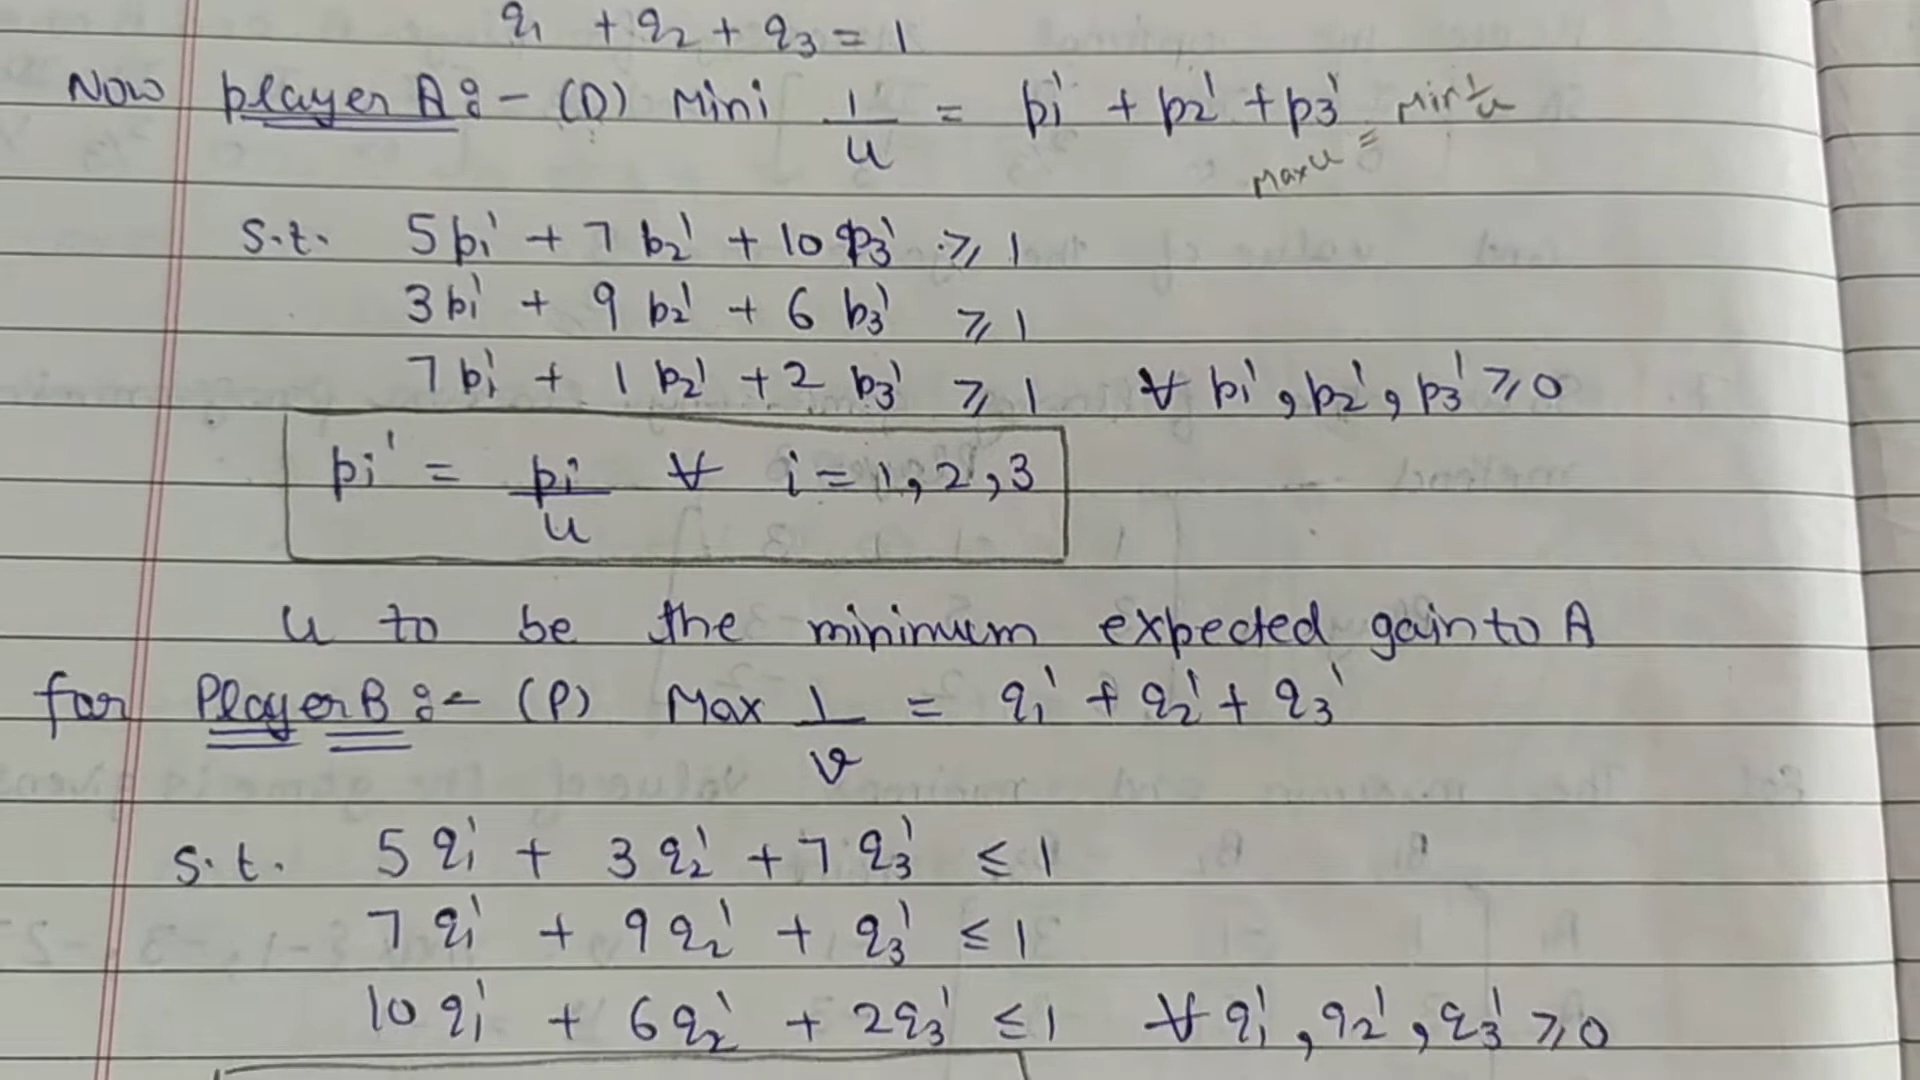 q₁ + q₂ + q₃ = 1
Now player A :- (D) Mini 1/u = p₁' + p₂' + p₃' Min 1/u
Max u =
s.t. 5p₁' + 7p₂' + 10p₃' ≥ 1
3p₁' + 9p₂' + 6p₃' ≥ 1
7p₁' + 1p₂' + 2p₃' ≥ 1 ∀ p₁', p₂', p₃' ≥ 0
pi' = pi/u ∀ i = 1, 2, 3
u to be the minimum expected gain to A
for Player B :- (P) Max 1/v = q₁' + q₂' + q₃'
s.t. 5q₁' + 3q₂' + 7q₃' ≤ 1
7q₁' + 9q₂' + q₃' ≤ 1
10q₁' + 6q₂' + 2q₃' ≤ 1 ∀ q₁', q₂', q₃' ≥ 0